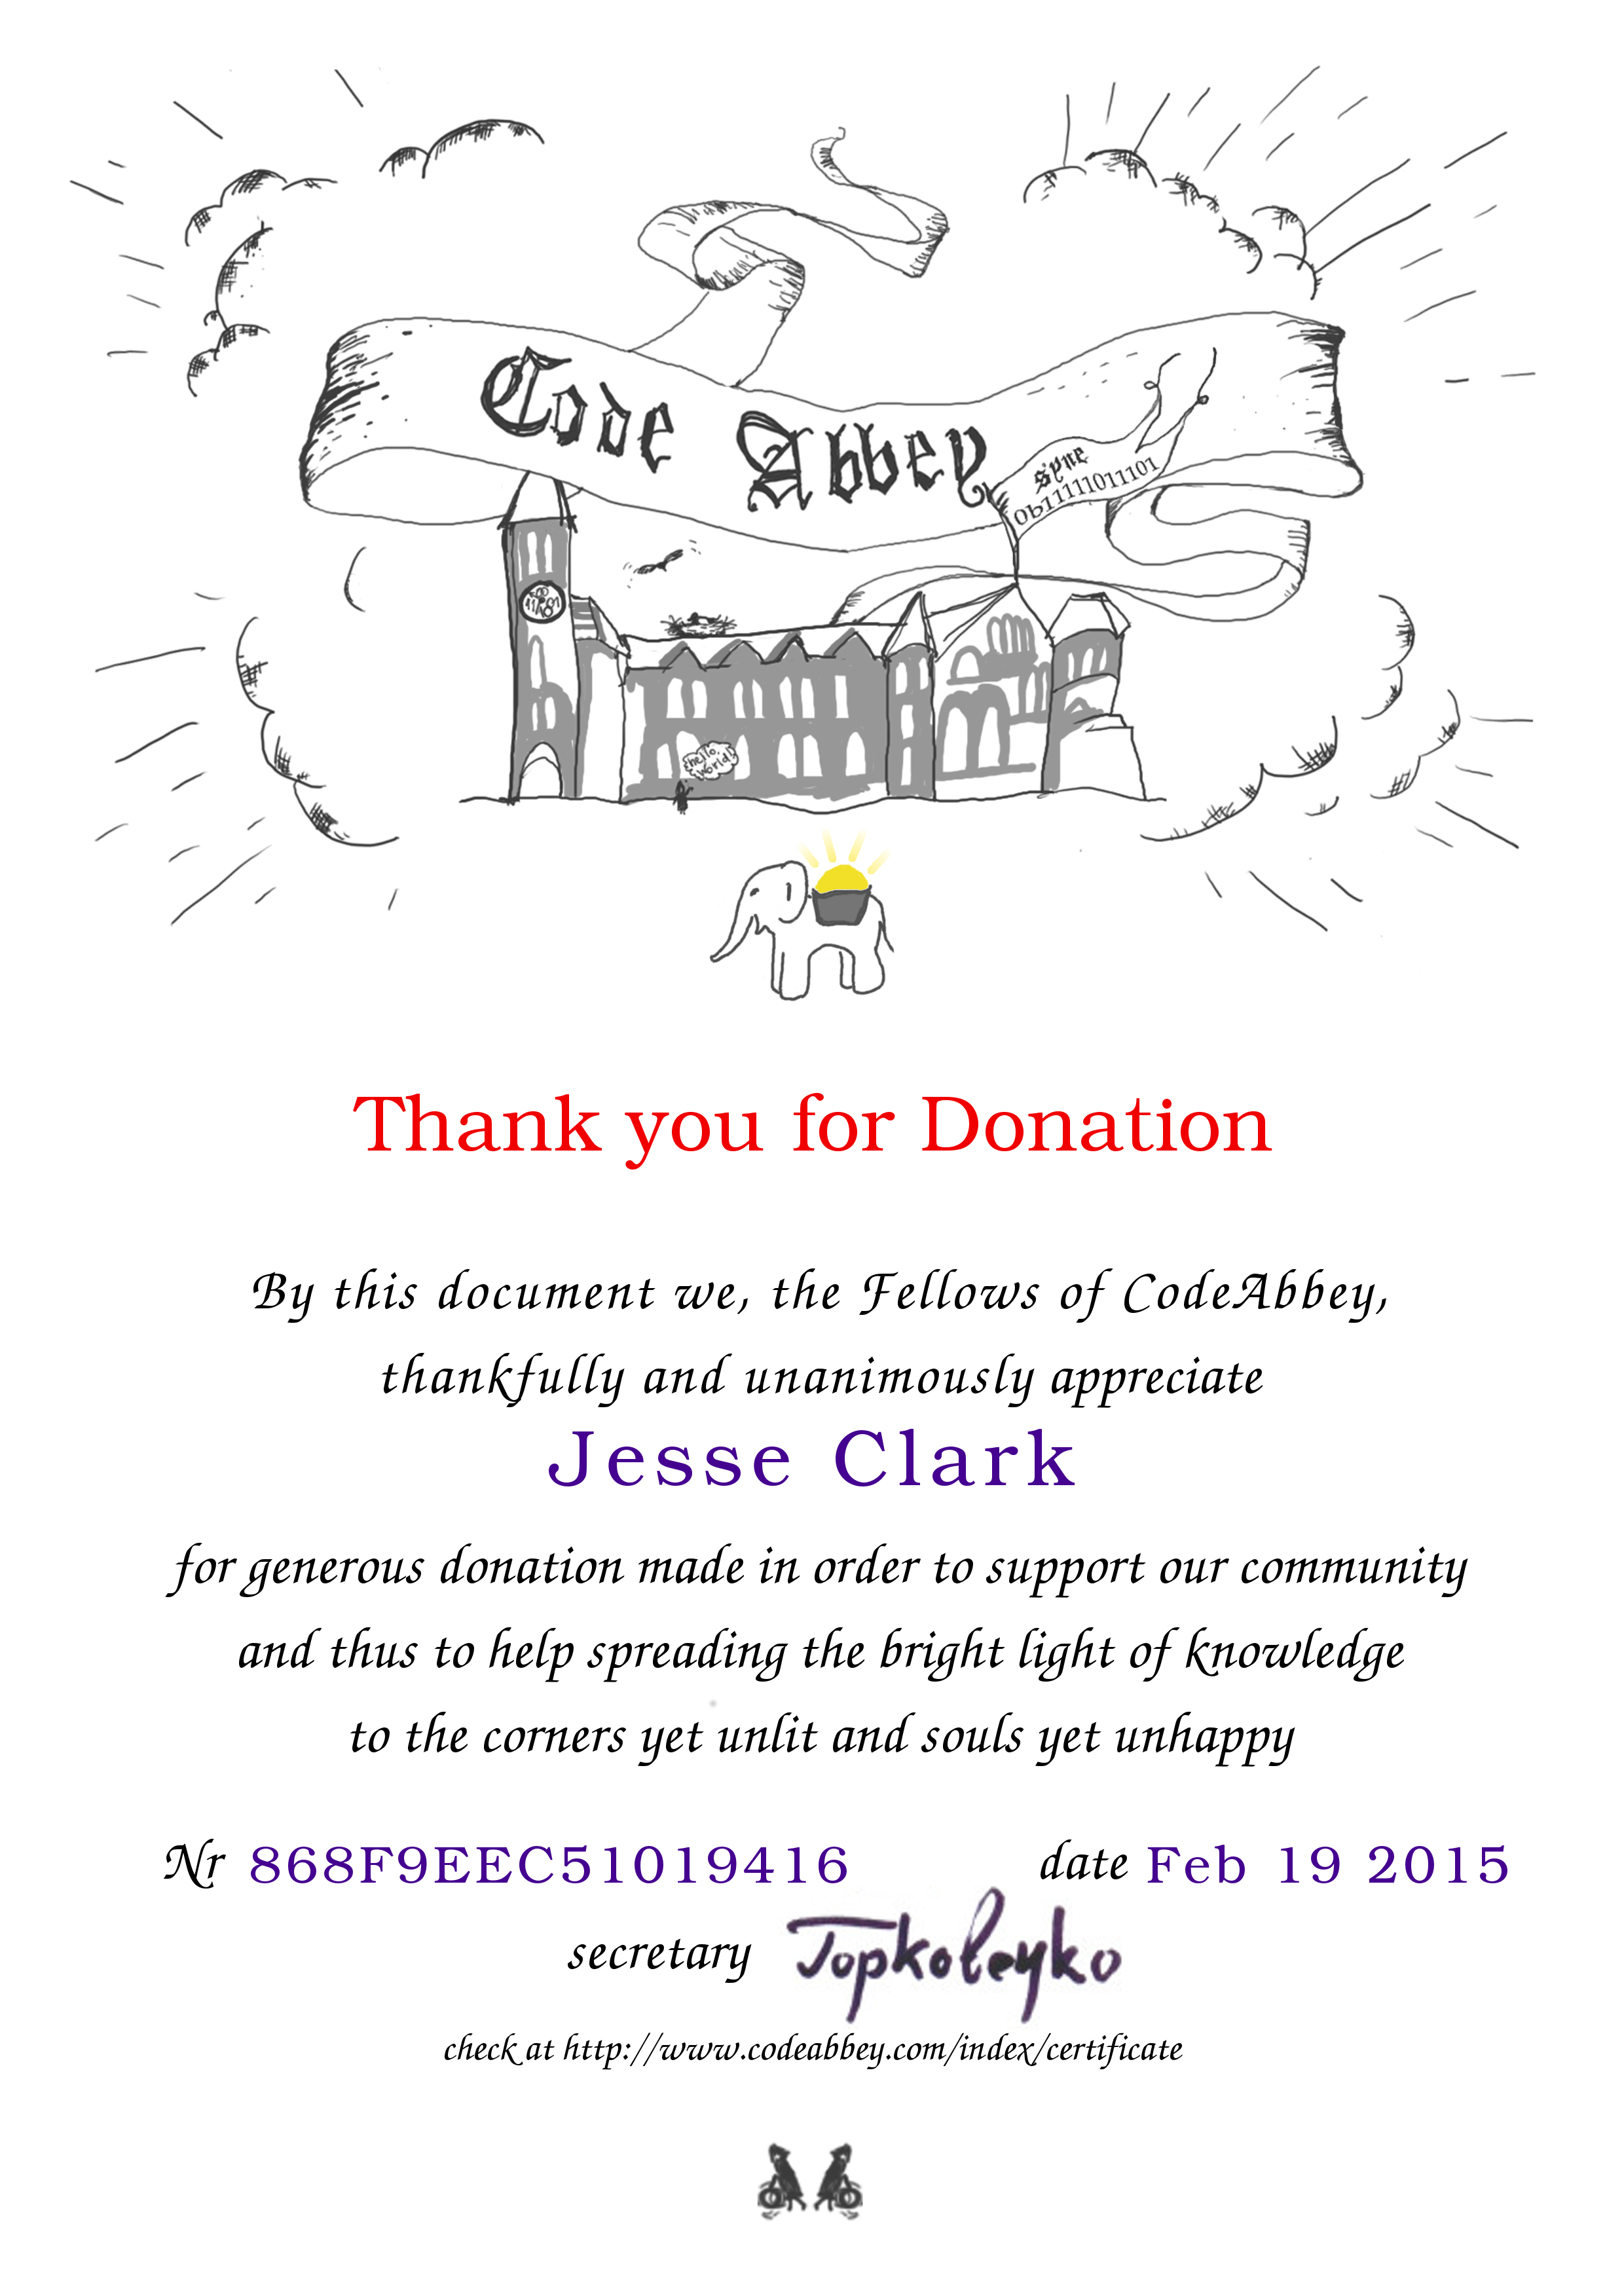 Code Abbey
syne
0b11111011101
hello, world!
Thank you for Donation
By this document we, the Fellows of CodeAbbey,
thankfully and unanimously appreciate
Jesse Clark
for generous donation made in order to support our community
and thus to help spreading the bright light of knowledge
to the corners yet unlit and souls yet unhappy
Nr 868F9EEC51019416 date Feb 19 2015
secretary
check at http://www.codeabbey.com/index/certificate